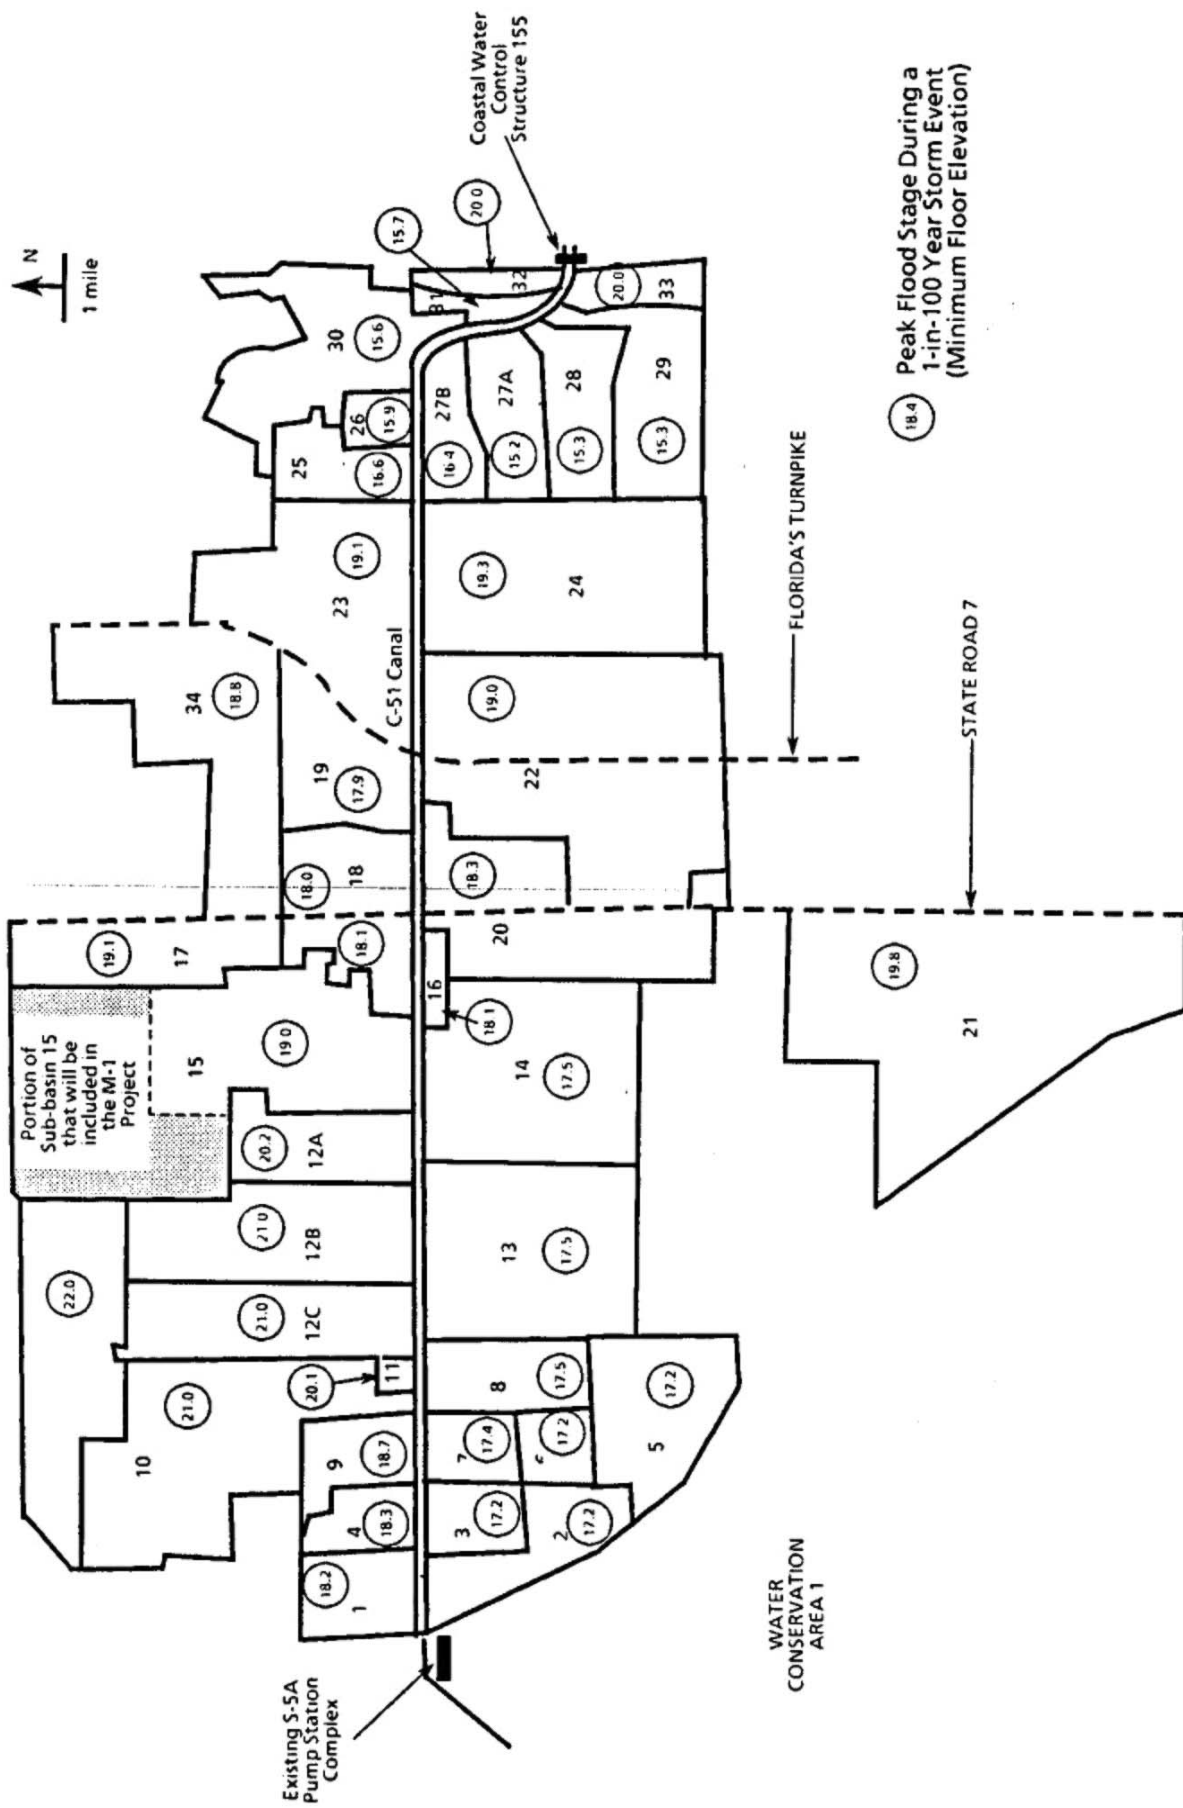 N
1 mile
Portion of
Sub-basin 15
that will be
included in
the M-1
Project
22.0
10
21.0
12C
21.0
12B
21.0
12A
20.2
15
19.0
17
19.1
34
18.8
18
18.0
18.1
19
17.9
23
19.1
25
16.6
26
15.9
30
15.6
31
15.7
32
20.0
Coastal Water
Control
Structure 155
1
18.2
4
18.3
9
18.7
11
20.1
C-51 Canal
Existing S-5A
Pump Station
Complex
2
17.2
3
17.2
7
17.4
17.2
5
17.2
8
17.5
13
17.5
14
17.5
16
18.1
20
18.3
22
19.0
24
19.3
27B
16.4
27A
15.2
28
15.3
29
15.3
33
20.0
21
19.8
WATER
CONSERVATION
AREA 1
FLORIDA'S TURNPIKE
STATE ROAD 7
18.4
Peak Flood Stage During a
1-in-100 Year Storm Event
(Minimum Floor Elevation)